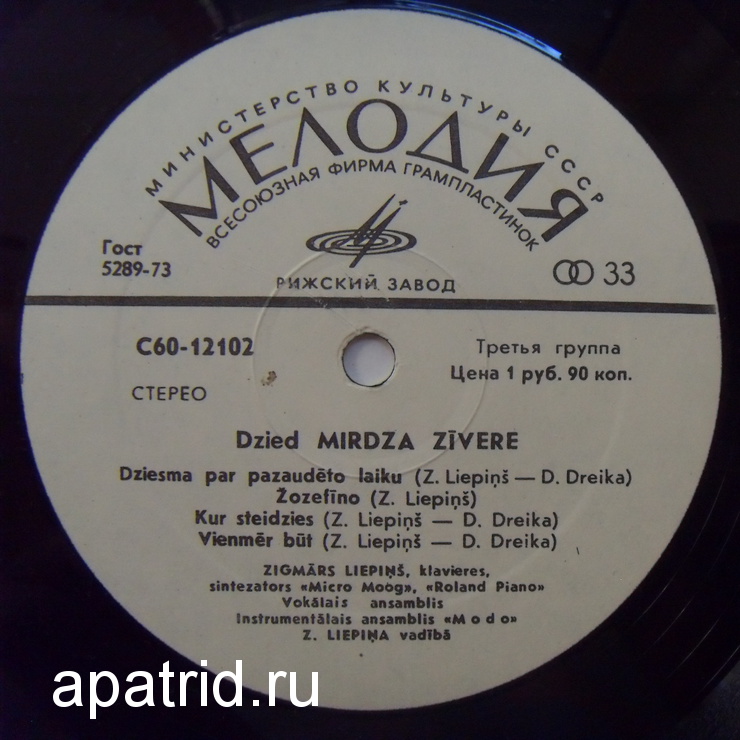 МИНИСТЕРСТВО КУЛЬТУРЫ СССР
МЕЛОДИЯ
ВСЕСОЮЗНАЯ ФИРМА ГРАМПЛАСТИНОК
Гост
5289-73
33
РИЖСКИЙ ЗАВОД
С60-12102
Третья группа
Цена 1 руб. 90 коп.
СТЕРЕО
Dzied MIRDZA ZĪVERE
Dziesma par pazaudēto laiku (Z. Liepiņš — D. Dreika)
Žozefīno (Z. Liepiņš)
Kur steidzies (Z. Liepiņš — D. Dreika)
Vienmēr būt (Z. Liepiņš — D. Dreika)
ZIGMĀRS LIEPIŅŠ, klavieres,
sintezators «Micro Moog», «Roland Piano»
Vokālais ansamblis
Instrumentālais ansamblis «Modo»
Z. LIEPIŅA vadībā
apatrid.ru